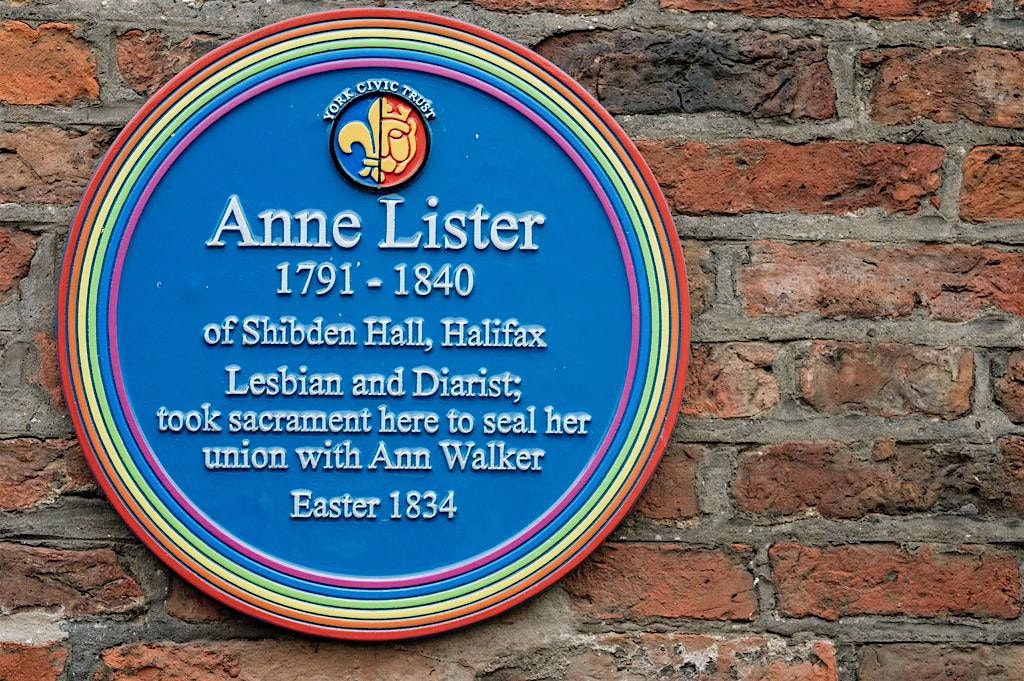 YORK CIVIC TRUST
Anne Lister
1791 - 1840
of Shibden Hall, Halifax
Lesbian and Diarist;
took sacrament here to seal her
union with Ann Walker
Easter 1834